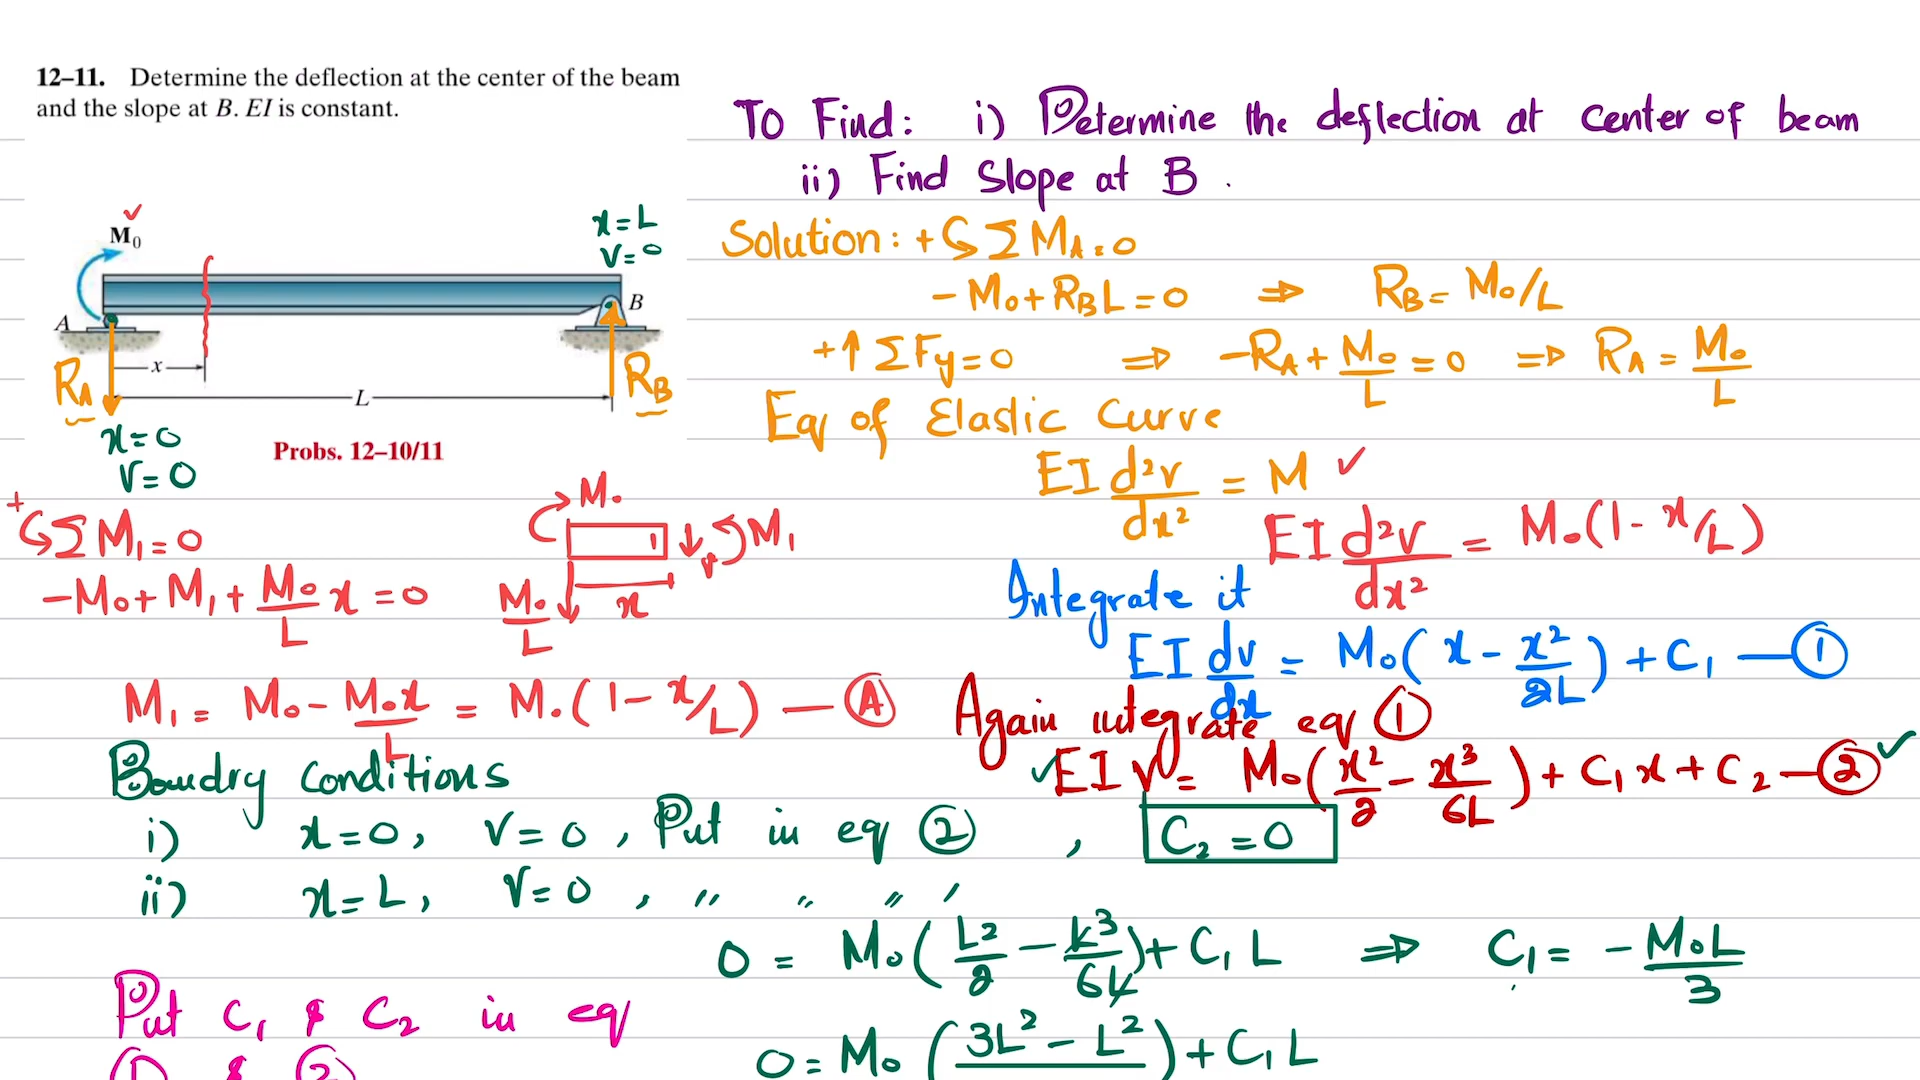 12–11. Determine the deflection at the center of the beam
and the slope at B. EI is constant.
M₀
A
B
x
L
R_A
R_B
x=L
v=0
x=0
v=0
Probs. 12–10/11
To Find: i) Determine the deflection at center of beam
ii) Find Slope at B.
Solution: +↺ ΣM_A=0
-M₀+R_B L=0 ⇒ R_B= M₀/L
+↑ΣFy=0 ⇒ -R_A+M₀/L=0 ⇒ R_A = M₀/L
Eq of Elastic Curve
EI d²v/dx² = M
EI d²v/dx² = M₀(1-x/L)
Integrate it
EI dv/dx = M₀(x - x²/2L) + C₁ — ①
Again integrate eq ①
EI v = M₀(x²/2 - x³/6L) + C₁x + C₂ — ②
+↺ΣM₁=0
-M₀+M₁+M₀/L x=0
M₀
1
v
M₁
M₀/L
x
M₁ = M₀-M₀x/L = M₀(1-x/L) — Ⓐ
Boudry Conditions
i) x=0, v=0, Put in eq ②, C₂=0
ii) x=L, v=0, " " " ,
0 = M₀(L²/2 - L³/6L)+C₁L ⇒ C₁= -M₀L/3
0=M₀(3L²-L²)+C₁L
Put C₁ & C₂ in eq
① & ②